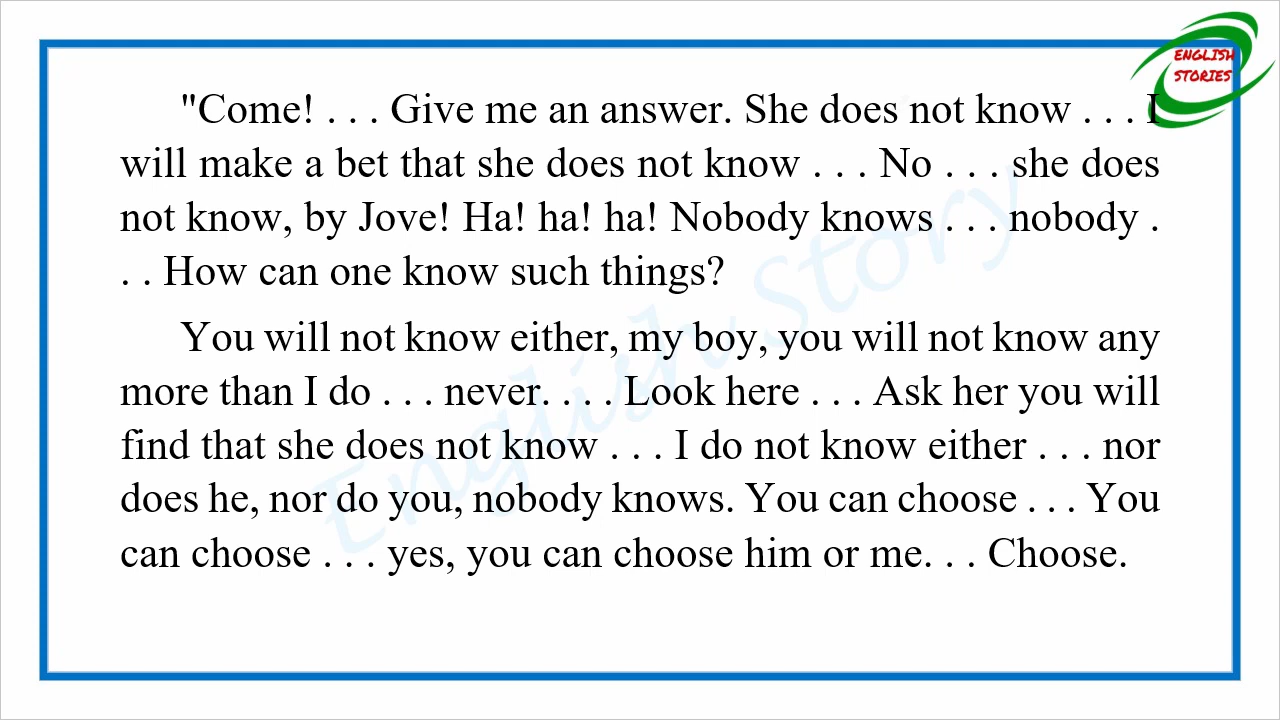 ENGLISH
STORIES
"Come! . . . Give me an answer. She does not know . . . I
will make a bet that she does not know . . . No . . . she does
not know, by Jove! Ha! ha! ha! Nobody knows . . . nobody .
. . How can one know such things?
You will not know either, my boy, you will not know any
more than I do . . . never. . . . Look here . . . Ask her you will
find that she does not know . . . I do not know either . . . nor
does he, nor do you, nobody knows. You can choose . . . You
can choose . . . yes, you can choose him or me. . . Choose.
English Story